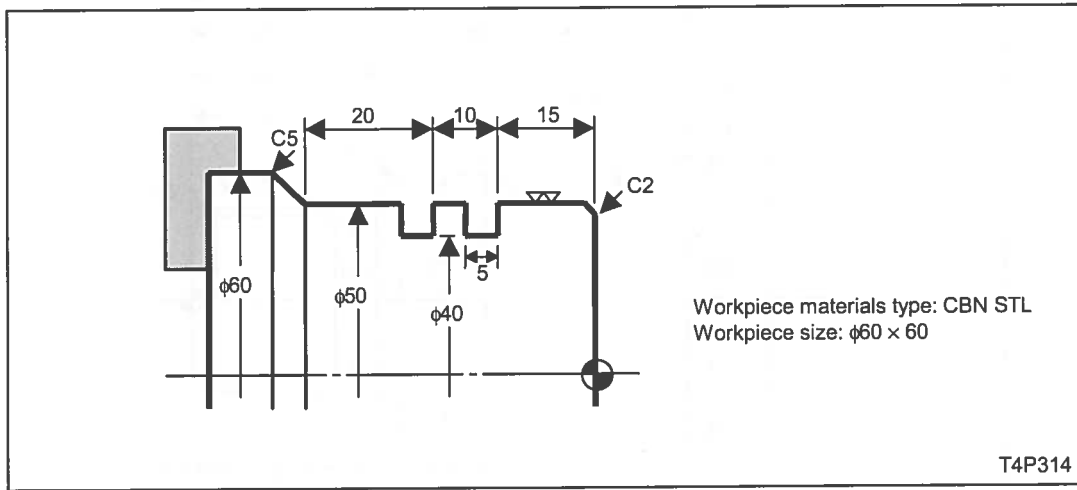 20 10 15
C5
C2
5
φ60
φ50
φ40
Workpiece materials type: CBN STL
Workpiece size: φ60 × 60
T4P314